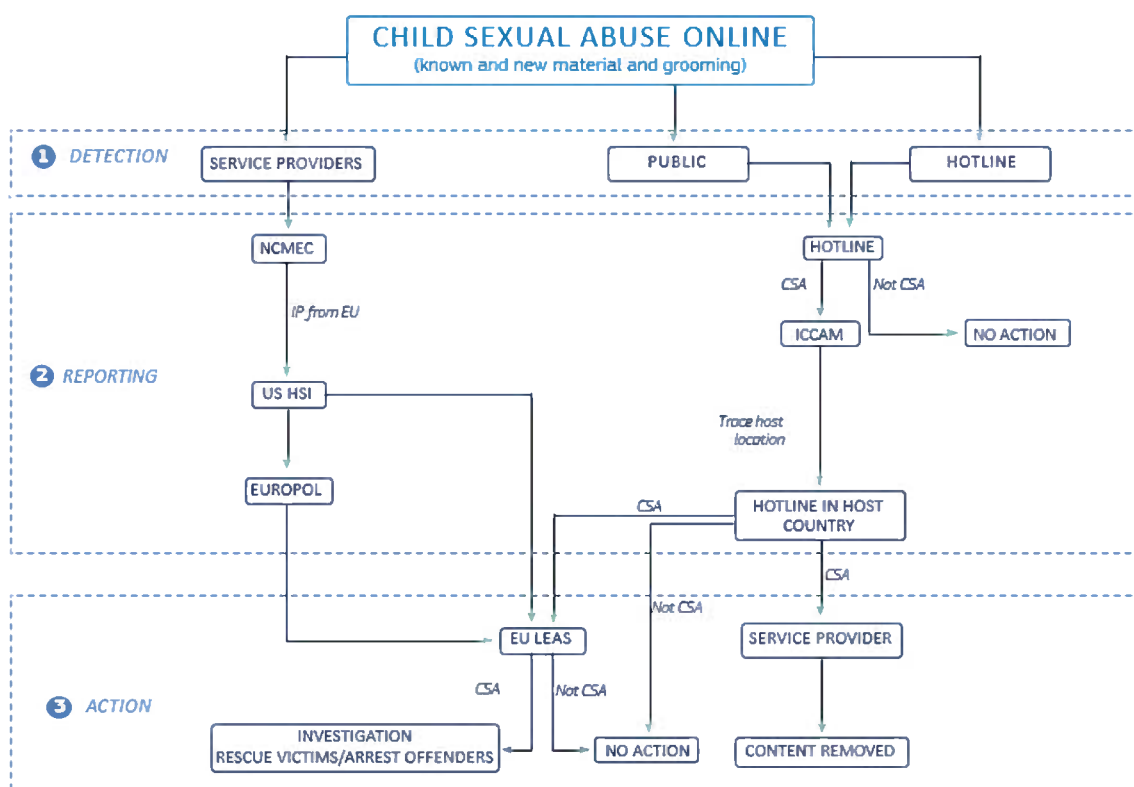 CHILD SEXUAL ABUSE ONLINE
(known and new material and grooming)
1 DETECTION
SERVICE PROVIDERS
PUBLIC
HOTLINE
NCMEC
HOTLINE
CSA
Not CSA
IP from EU
ICCAM
NO ACTION
2 REPORTING
US HSI
Trace host
location
EUROPOL
CSA
HOTLINE IN HOST
COUNTRY
CSA
Not CSA
EU LEAS
SERVICE PROVIDER
CSA
Not CSA
3 ACTION
INVESTIGATION
RESCUE VICTIMS/ARREST OFFENDERS
NO ACTION
CONTENT REMOVED